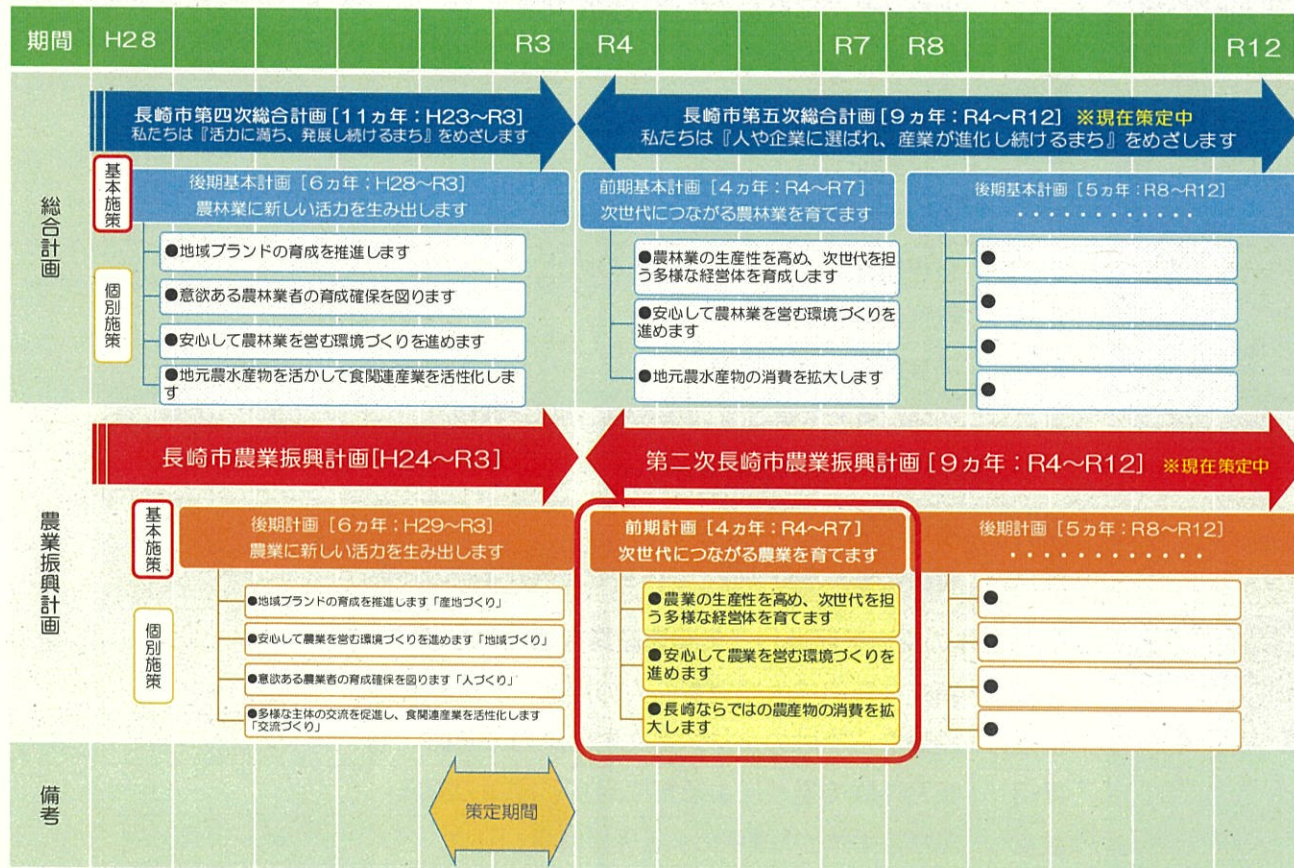 期間 H28 R3 R4 R7 R8 R12
総合計画
長崎市第四次総合計画[11ヵ年：H23～R3]
私たちは『活力に満ち、発展し続けるまち』をめざします
長崎市第五次総合計画[9ヵ年：R4～R12] ※現在策定中
私たちは『人や企業に選ばれ、産業が進化し続けるまち』をめざします
基本施策
後期基本計画［6ヵ年：H28～R3］
農林業に新しい活力を生み出します
前期基本計画［4ヵ年：R4～R7］
次世代につながる農林業を育てます
後期基本計画［5ヵ年：R8～R12］
・・・・・・・・・・・・
個別施策
●地域ブランドの育成を推進します
●意欲ある農林業者の育成確保を図ります
●安心して農林業を営む環境づくりを進めます
●地元農水産物を活かして食関連産業を活性化しま
す
●農林業の生産性を高め、次世代を担
う多様な経営体を育成します
●安心して農林業を営む環境づくりを
進めます
●地元農水産物の消費を拡大します
●
●
●
●
農業振興計画
長崎市農業振興計画[H24～R3]
第二次長崎市農業振興計画［9ヵ年：R4～R12］ ※現在策定中
基本施策
後期計画［6ヵ年：H29～R3］
農業に新しい活力を生み出します
前期計画［4ヵ年：R4～R7］
次世代につながる農業を育てます
後期計画［5ヵ年：R8～R12］
・・・・・・・・・・・・
個別施策
●地域ブランドの育成を推進します「産地づくり」
●安心して農業を営む環境づくりを進めます「地域づくり」
●意欲ある農業者の育成確保を図ります「人づくり」
●多様な主体の交流を促進し、食関連産業を活性化します
「交流づくり」
●農業の生産性を高め、次世代を担
う多様な経営体を育てます
●安心して農業を営む環境づくりを
進めます
●長崎ならではの農産物の消費を拡
大します
●
●
●
●
備考
策定期間